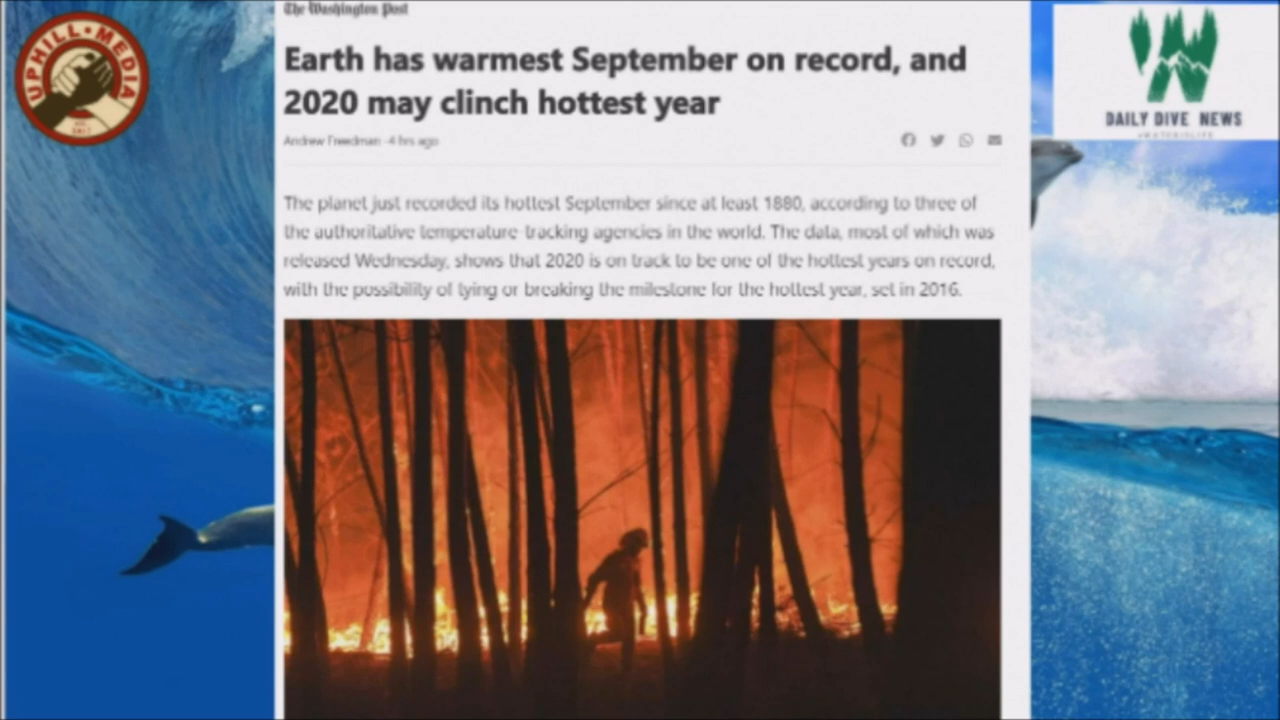 The Washington Post
UPHILL • MEDIA
Earth has warmest September on record, and
2020 may clinch hottest year
Andrew Freedman - 4 hrs ago
DAILY DIVE NEWS
#WATERISLIFE
The planet just recorded its hottest September since at least 1880, according to three of
the authoritative temperature-tracking agencies in the world. The data, most of which was
released Wednesday, shows that 2020 is on track to be one of the hottest years on record,
with the possibility of tying or breaking the milestone for the hottest year, set in 2016.